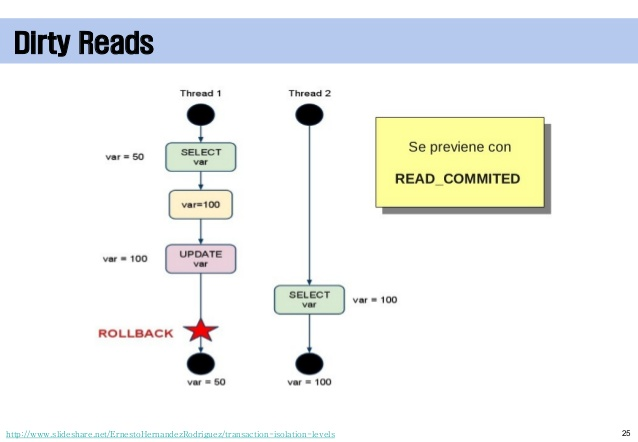 Dirty Reads
Thread 1
Thread 2
SELECT
var
var = 50
var=100
UPDATE
var
var = 100
SELECT
var
var = 100
ROLLBACK
var = 50
var = 100
Se previene con
READ_COMMITED
http://www.slideshare.net/ErnestoHernandezRodriguez/transaction-isolation-levels
25